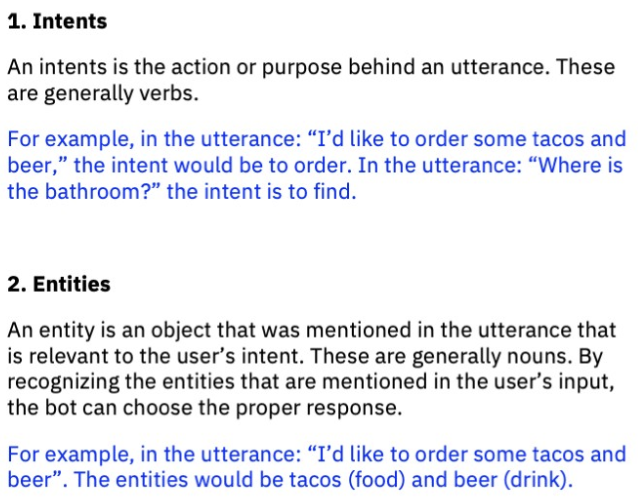 1. Intents
An intents is the action or purpose behind an utterance. These
are generally verbs.
For example, in the utterance: “I’d like to order some tacos and
beer,” the intent would be to order. In the utterance: “Where is
the bathroom?” the intent is to find.
2. Entities
An entity is an object that was mentioned in the utterance that
is relevant to the user’s intent. These are generally nouns. By
recognizing the entities that are mentioned in the user’s input,
the bot can choose the proper response.
For example, in the utterance: “I’d like to order some tacos and
beer”. The entities would be tacos (food) and beer (drink).